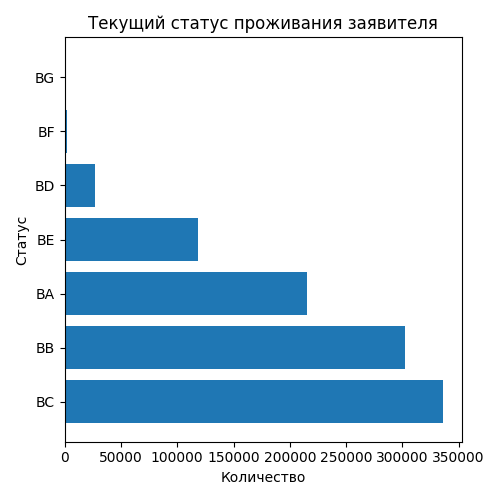 Текущий статус проживания заявителя
Статус
BG
BF
BD
BE
BA
BB
BC
0 50000 100000 150000 200000 250000 300000 350000
Количество